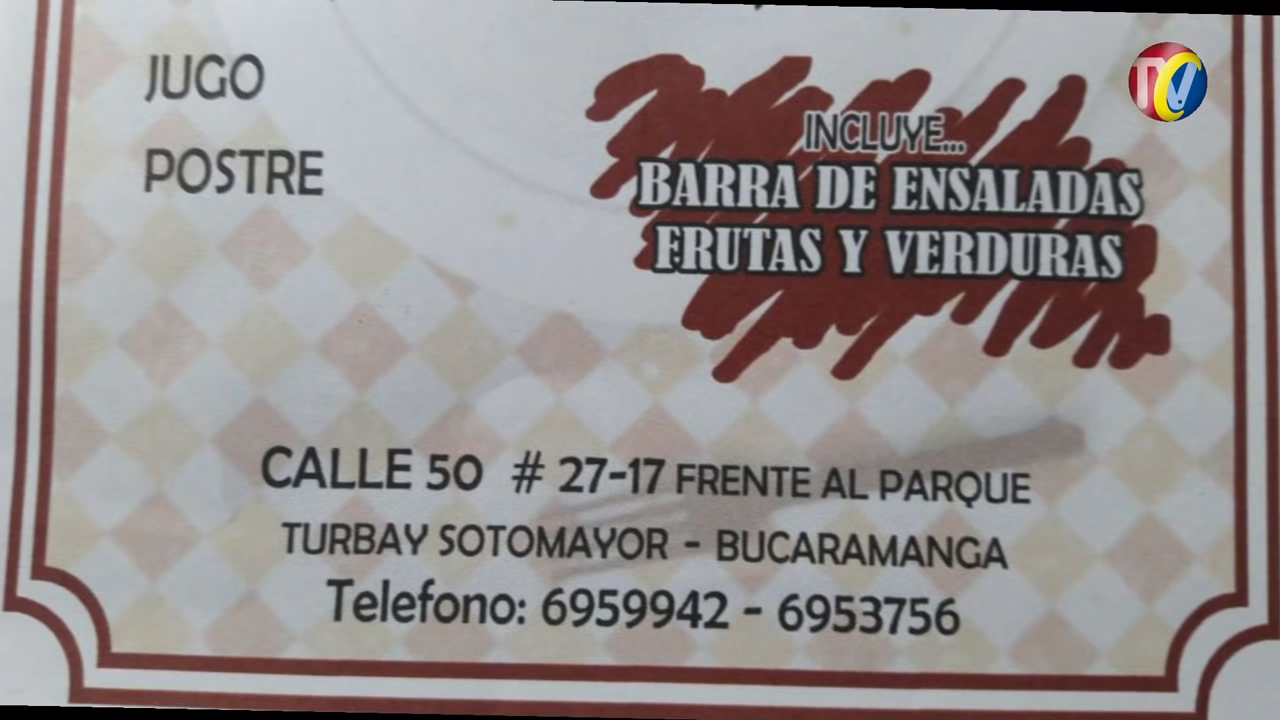 JUGO
POSTRE
INCLUYE...
BARRA DE ENSALADAS
FRUTAS Y VERDURAS
CALLE 50 # 27-17 FRENTE AL PARQUE
TURBAY SOTOMAYOR - BUCARAMANGA
Telefono: 6959942 - 6953756
TVC